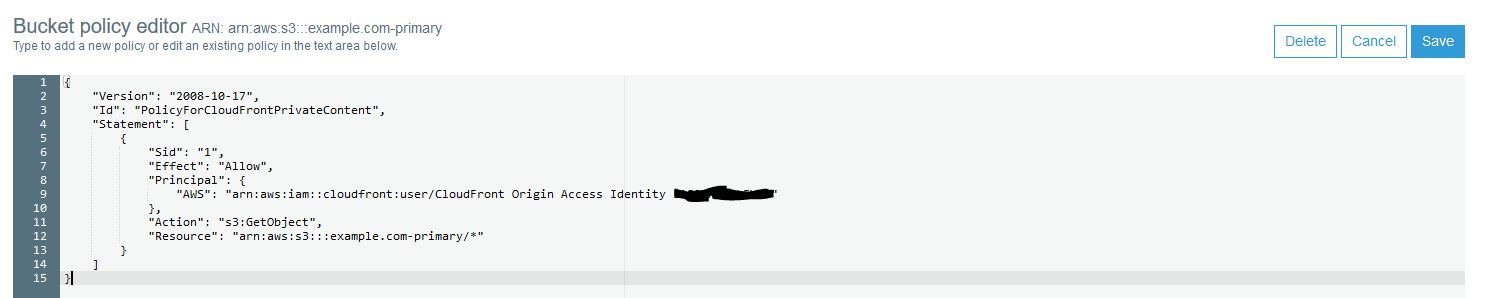 Bucket policy editor ARN: arn:aws:s3:::example.com-primary
Type to add a new policy or edit an existing policy in the text area below.
Delete Cancel Save
1 {
2 "Version": "2008-10-17",
3 "Id": "PolicyForCloudFrontPrivateContent",
4 "Statement": [
5 {
6 "Sid": "1",
7 "Effect": "Allow",
8 "Principal": {
9 "AWS": "arn:aws:iam::cloudfront:user/CloudFront Origin Access Identity "
10 },
11 "Action": "s3:GetObject",
12 "Resource": "arn:aws:s3:::example.com-primary/*"
13 }
14 ]
15 }